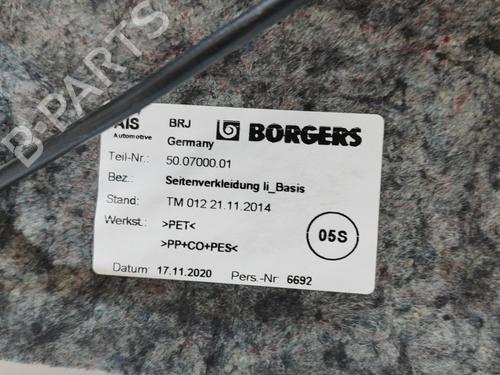 B-PARTS
AIS BRJ BORGERS
Automotive Germany
Teil-Nr.: 50.07000.01
Bez.: Seitenverkleidung li_Basis
Stand: TM 012 21.11.2014
Werkst.: >PET<
05S
>PP+CO+PES<
Datum: 17.11.2020 Pers.-Nr: 6692